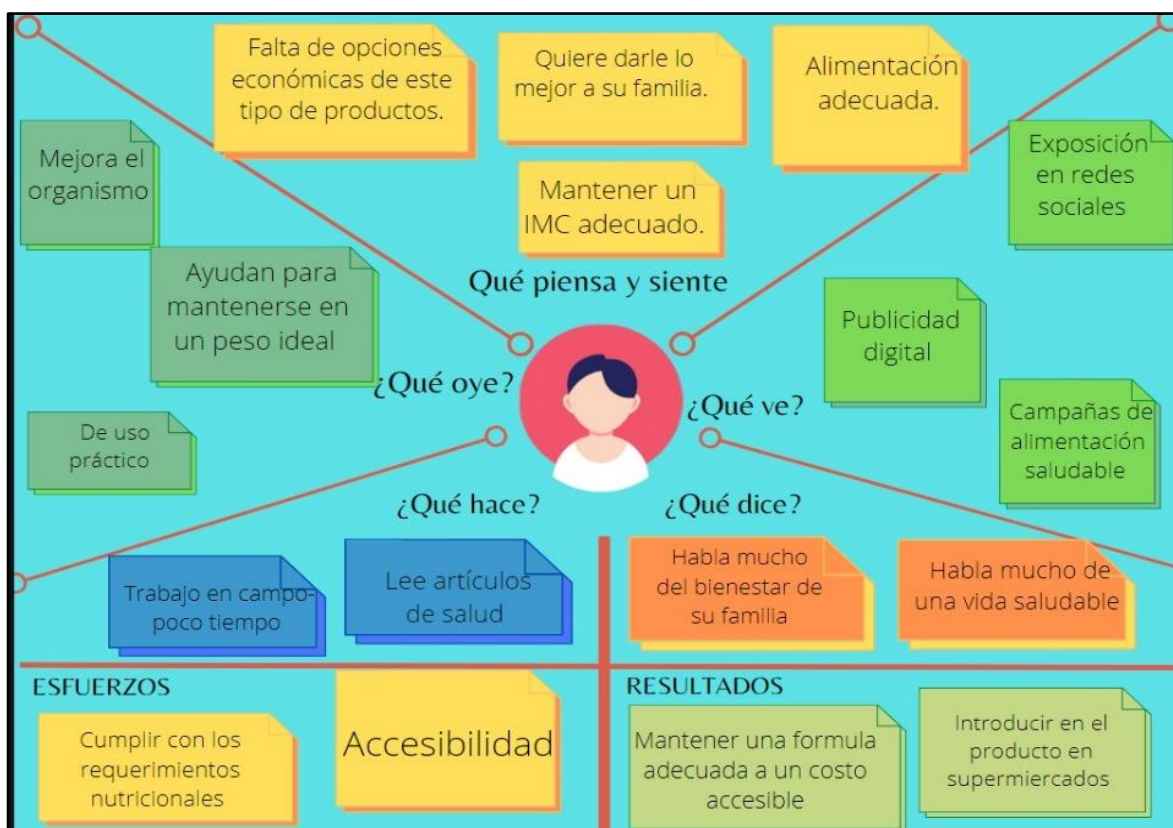 Falta de opciones
económicas de este
tipo de productos.
Quiere darle lo
mejor a su familia.
Alimentación
adecuada.
Mantener un
IMC adecuado.
Qué piensa y siente
Mejora el
organismo
Ayudan para
mantenerse en
un peso ideal
De uso
práctico
¿Qué oye?
¿Qué ve?
Exposición
en redes
sociales
Publicidad
digital
Campañas de
alimentación
saludable
¿Qué hace?
Trabajo en campo-
poco tiempo
Lee artículos
de salud
¿Qué dice?
Habla mucho
del bienestar de
su familia
Habla mucho de
una vida saludable
ESFUERZOS
Cumplir con los
requerimientos
nutricionales
Accesibilidad
RESULTADOS
Mantener una formula
adecuada a un costo
accesible
Introducir en el
producto en
supermiercados